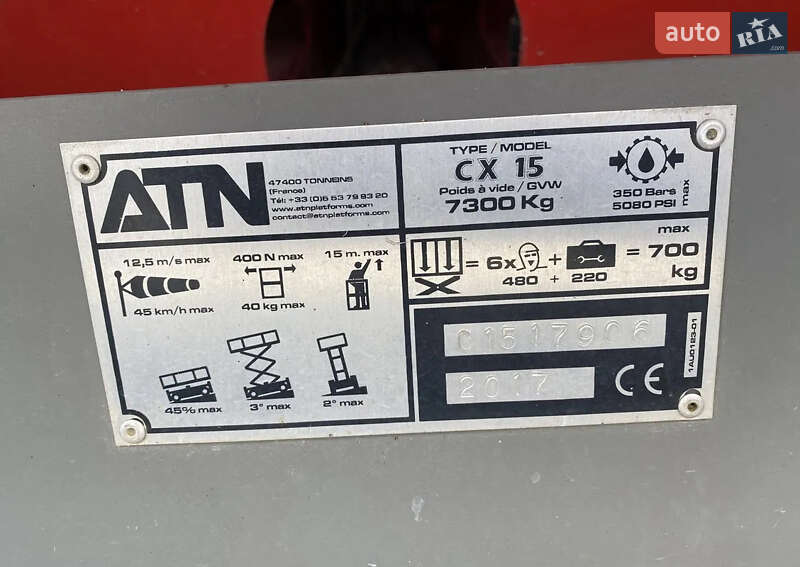 auto RIA .com
ATN
47400 TONNEINS
(France)
Tél: +33 (0)5 53 79 83 20
www.atnplatforms.com
contact@atnplatforms.com
TYPE / MODEL
CX 15
Poids à vide / GVW
7300 Kg
350 Bars
5080 PSI
max
12,5 m/s max
45 km/h max
400 N max
40 kg max
15 m. max
= 6x + = 700
480 + 220
max
kg
45% max
3° max
2° max
C1517906
2017
CE
1AU0123-01